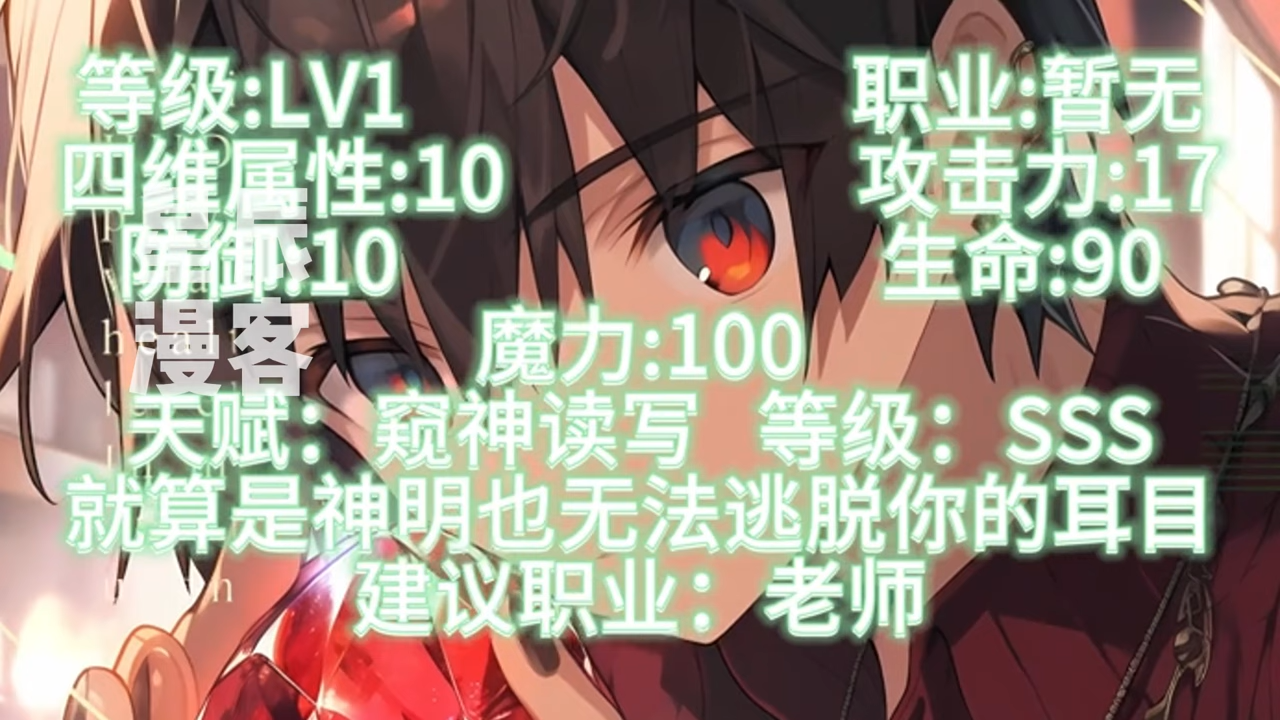 等级:LV1 职业:暂无
四维属性:10 攻击力:17
防御:10 生命:90
魔力:100
天赋：窥神读写 等级：SSS
就算是神明也无法逃脱你的耳目
建议职业：老师
漫客